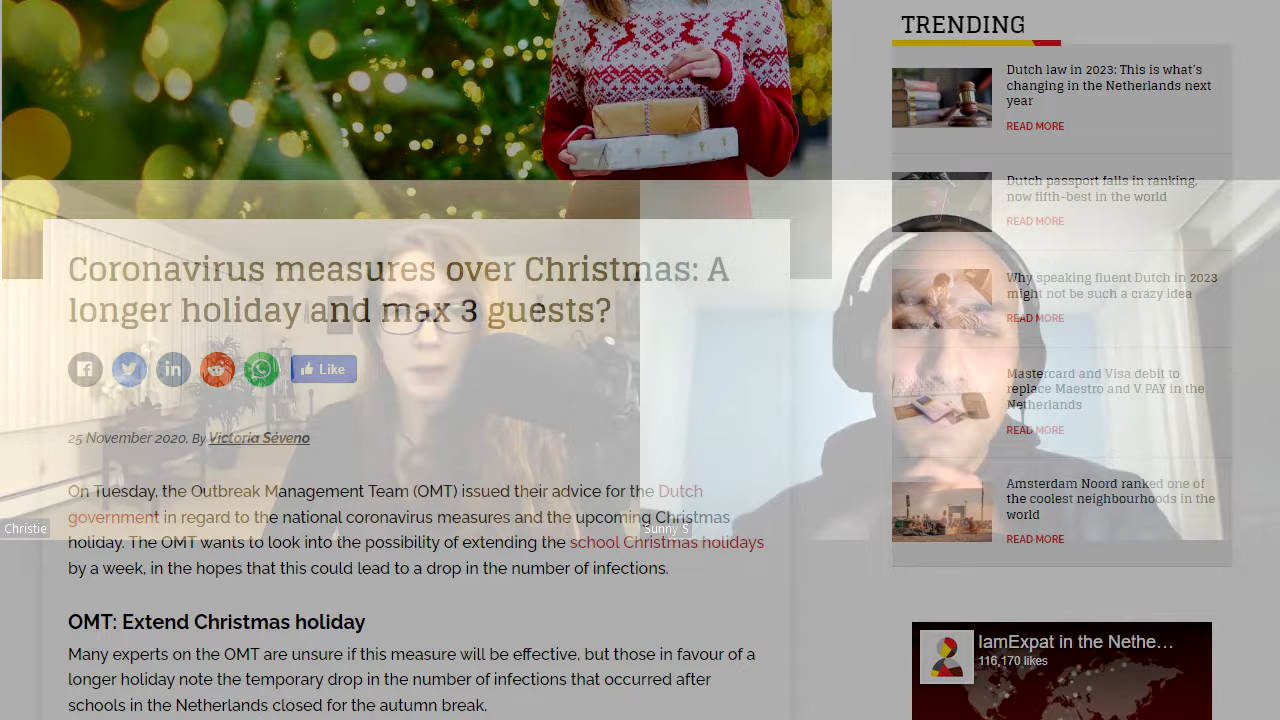 TRENDING
Dutch law in 2023: This is what's
changing in the Netherlands next
year
READ MORE
Dutch passport falls in ranking,
now fifth-best in the world
READ MORE
Why speaking fluent Dutch in 2023
might not be such a crazy idea
READ MORE
Mastercard and Visa debit to
replace Maestro and V PAY in the
Netherlands
READ MORE
Amsterdam Noord ranked one of
the coolest neighbourhoods in the
world
READ MORE
Coronavirus measures over Christmas: A
longer holiday and max 3 guests?
in
Like
25 November 2020, By Victoria Séveno
On Tuesday, the Outbreak Management Team (OMT) issued their advice for the Dutch
government in regard to the national coronavirus measures and the upcoming Christmas
holiday. The OMT wants to look into the possibility of extending the school Christmas holidays
by a week, in the hopes that this could lead to a drop in the number of infections.
OMT: Extend Christmas holiday
Many experts on the OMT are unsure if this measure will be effective, but those in favour of a
longer holiday note the temporary drop in the number of infections that occurred after
schools in the Netherlands closed for the autumn break.
Christie
Sunny S
IamExpat in the Nethe…
116,170 likes